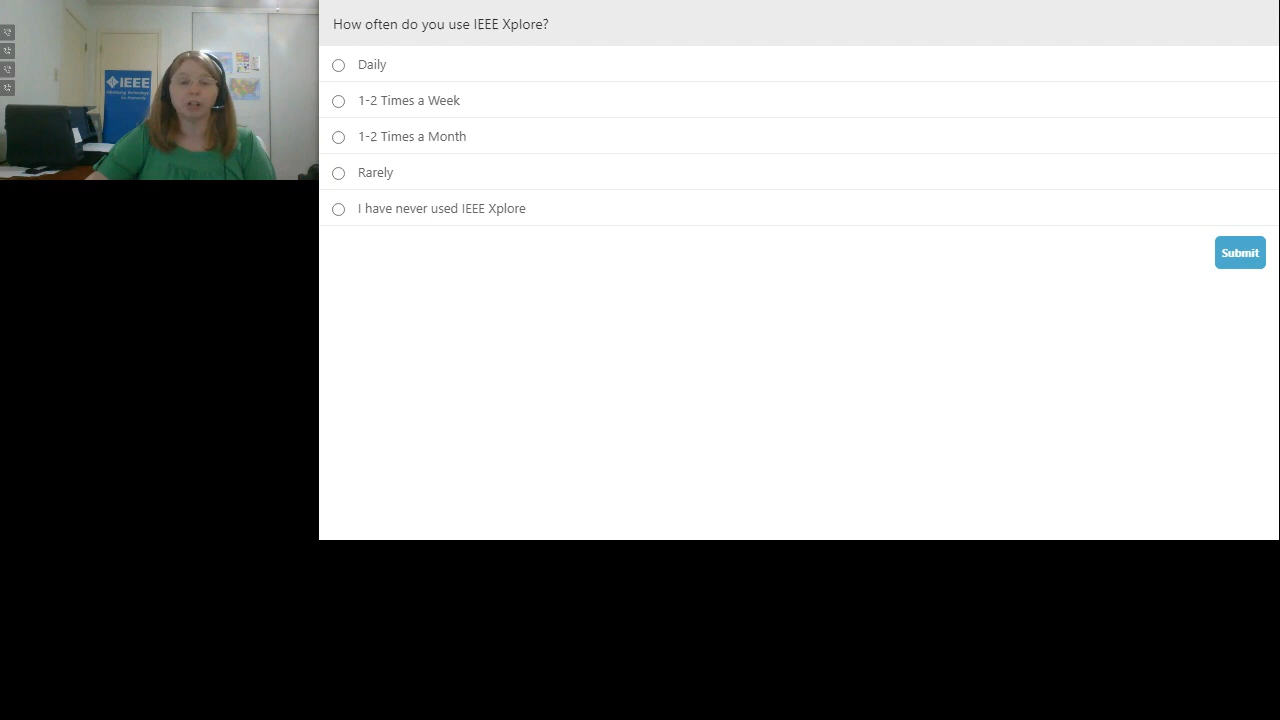 IEEE
How often do you use IEEE Xplore?
Daily
1-2 Times a Week
1-2 Times a Month
Rarely
I have never used IEEE Xplore
Submit